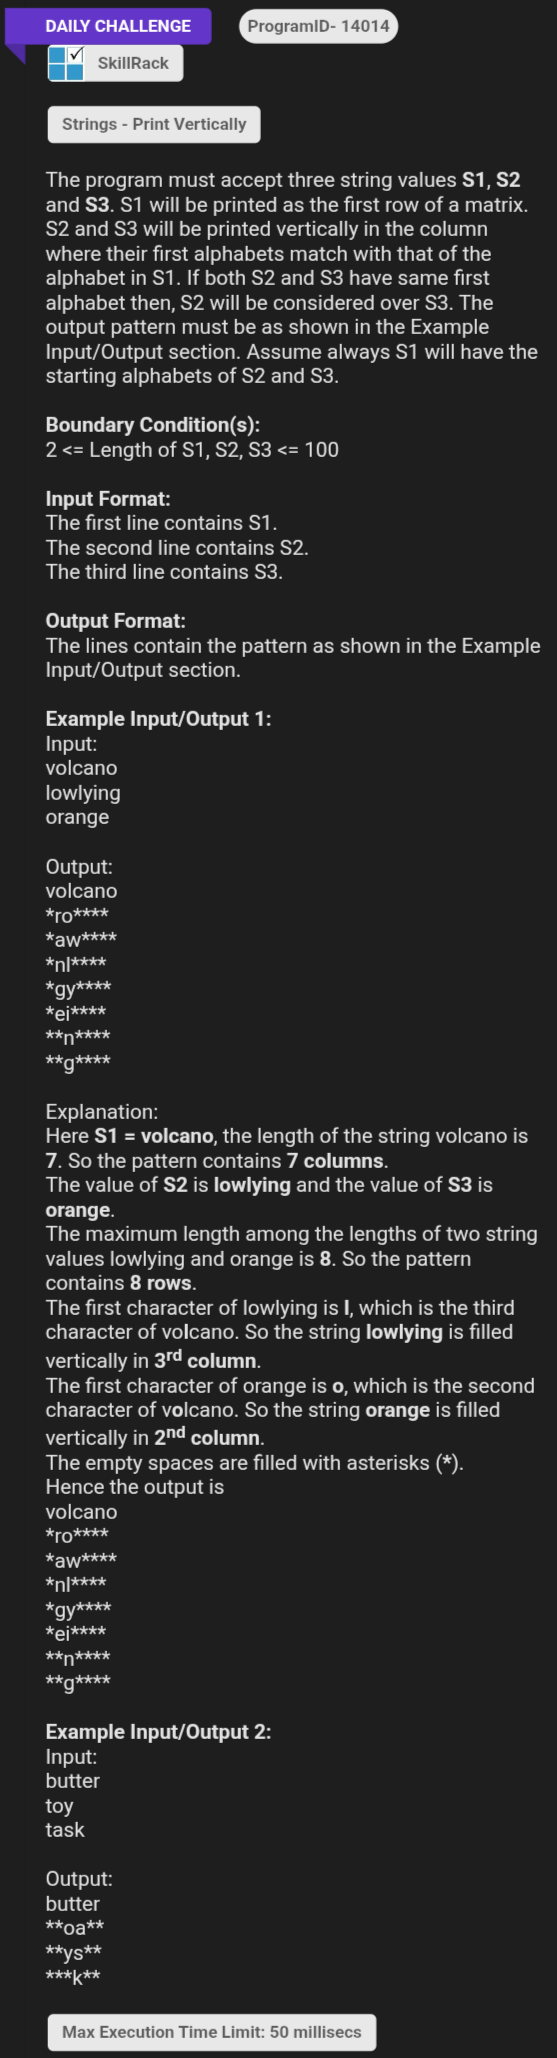 DAILY CHALLENGE
ProgramID- 14014
SkillRack
Strings - Print Vertically
The program must accept three string values S1, S2
and S3. S1 will be printed as the first row of a matrix.
S2 and S3 will be printed vertically in the column
where their first alphabets match with that of the
alphabet in S1. If both S2 and S3 have same first
alphabet then, S2 will be considered over S3. The
output pattern must be as shown in the Example
Input/Output section. Assume always S1 will have the
starting alphabets of S2 and S3.
Boundary Condition(s):
2 <= Length of S1, S2, S3 <= 100
Input Format:
The first line contains S1.
The second line contains S2.
The third line contains S3.
Output Format:
The lines contain the pattern as shown in the Example
Input/Output section.
Example Input/Output 1:
Input:
volcano
lowlying
orange
Output:
volcano
*ro****
*aw****
*nl****
*gy****
*ei****
**n****
**g****
Explanation:
Here S1 = volcano, the length of the string volcano is
7. So the pattern contains 7 columns.
The value of S2 is lowlying and the value of S3 is
orange.
The maximum length among the lengths of two string
values lowlying and orange is 8. So the pattern
contains 8 rows.
The first character of lowlying is l, which is the third
character of volcano. So the string lowlying is filled
vertically in 3rd column.
The first character of orange is o, which is the second
character of volcano. So the string orange is filled
vertically in 2nd column.
The empty spaces are filled with asterisks (*).
Hence the output is
volcano
*ro****
*aw****
*nl****
*gy****
*ei****
**n****
**g****
Example Input/Output 2:
Input:
butter
toy
task
Output:
butter
**oa**
**ys**
***k**
Max Execution Time Limit: 50 millisecs